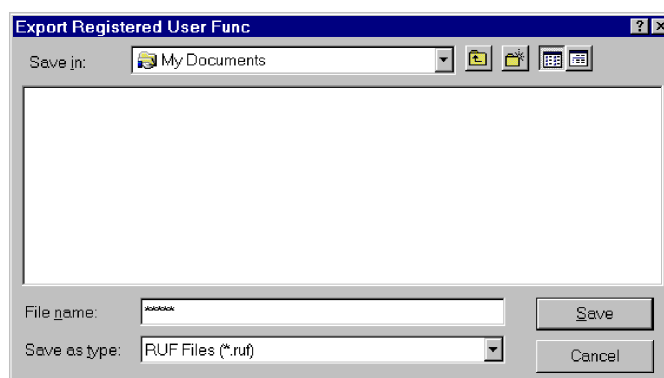 Export Registered User Func
Save in:
My Documents
File name:
*****
Save as type:
RUF Files (*.ruf)
Save
Cancel